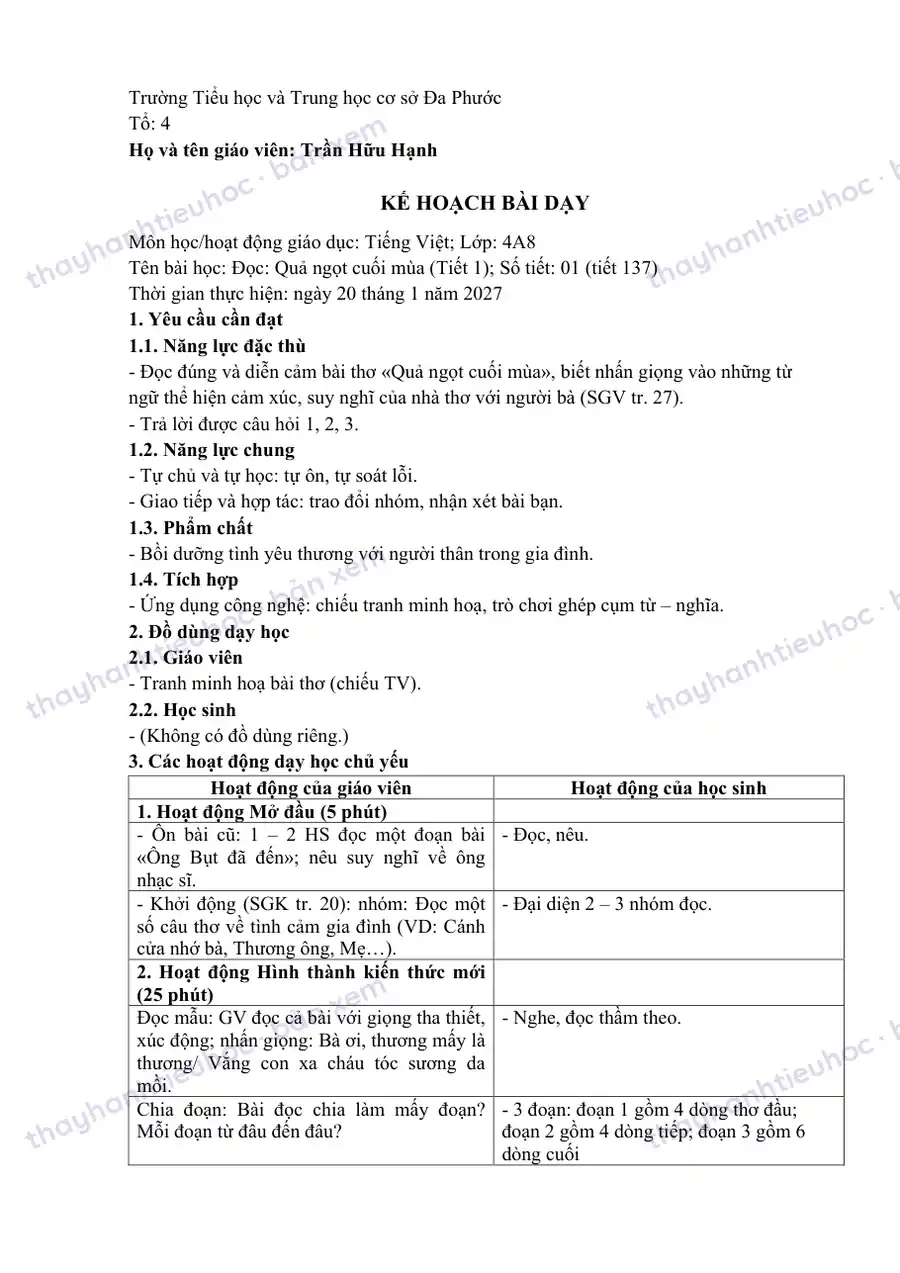 Trường Tiểu học và Trung học cơ sở Đa Phước
Tổ: 4
Họ và tên giáo viên: Trần Hữu Hạnh
KẾ HOẠCH BÀI DẠY
Môn học/hoạt động giáo dục: Tiếng Việt; Lớp: 4A8
Tên bài học: Đọc: Quả ngọt cuối mùa (Tiết 1); Số tiết: 01 (tiết 137)
Thời gian thực hiện: ngày 20 tháng 1 năm 2027
1. Yêu cầu cần đạt
1.1. Năng lực đặc thù
- Đọc đúng và diễn cảm bài thơ «Quả ngọt cuối mùa», biết nhấn giọng vào những từ
ngữ thể hiện cảm xúc, suy nghĩ của nhà thơ với người bà (SGV tr. 27).
- Trả lời được câu hỏi 1, 2, 3.
1.2. Năng lực chung
- Tự chủ và tự học: tự ôn, tự soát lỗi.
- Giao tiếp và hợp tác: trao đổi nhóm, nhận xét bài bạn.
1.3. Phẩm chất
- Bồi dưỡng tình yêu thương với người thân trong gia đình.
1.4. Tích hợp
- Ứng dụng công nghệ: chiếu tranh minh hoạ, trò chơi ghép cụm từ – nghĩa.
2. Đồ dùng dạy học
2.1. Giáo viên
- Tranh minh hoạ bài thơ (chiếu TV).
2.2. Học sinh
- (Không có đồ dùng riêng.)
3. Các hoạt động dạy học chủ yếu
Hoạt động của giáo viên
Hoạt động của học sinh
1. Hoạt động Mở đầu (5 phút)
- Ôn bài cũ: 1 – 2 HS đọc một đoạn bài
«Ông Bụt đã đến»; nêu suy nghĩ về ông
nhạc sĩ.
- Đọc, nêu.
- Khởi động (SGK tr. 20): nhóm: Đọc một
số câu thơ về tình cảm gia đình (VD: Cánh
cửa nhớ bà, Thương ông, Mẹ…).
- Đại diện 2 – 3 nhóm đọc.
2. Hoạt động Hình thành kiến thức mới
(25 phút)
Đọc mẫu: GV đọc cả bài với giọng tha thiết,
xúc động; nhấn giọng: Bà ơi, thương mấy là
thương/ Vắng con xa cháu tóc sương da
mồi.
- Nghe, đọc thầm theo.
Chia đoạn: Bài đọc chia làm mấy đoạn?
Mỗi đoạn từ đâu đến đâu?
- 3 đoạn: đoạn 1 gồm 4 dòng thơ đầu;
đoạn 2 gồm 4 dòng tiếp; đoạn 3 gồm 6
dòng cuối
thayhanhtieuhoc · bản xem
thayhanhtieuhoc · b
thayhanhtieuhoc · bản xem
thayhanhtieuhoc · b
thayhanhtieuhoc · bản xem
thayhanhtieuhoc · b